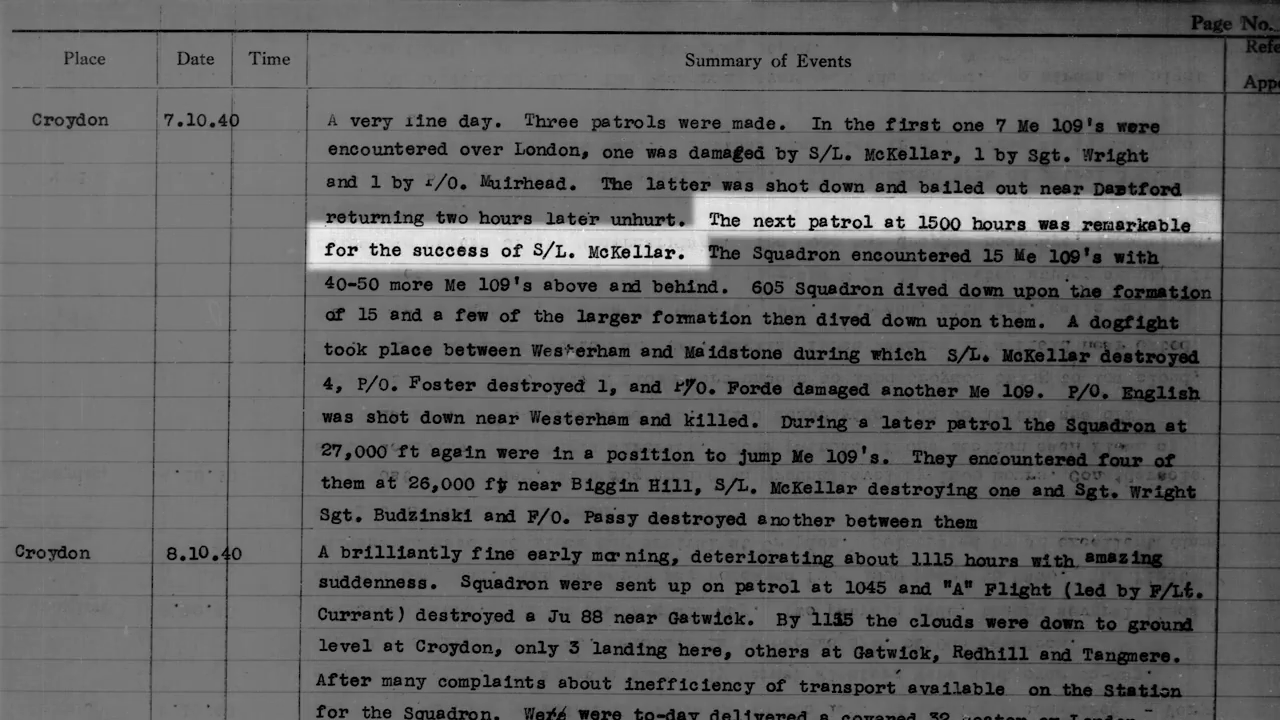 Page No.
Place Date Time Summary of Events
Croydon 7.10.40 A very fine day. Three patrols were made. In the first one 7 Me 109's were
encountered over London, one was damaged by S/L. McKellar, 1 by Sgt. Wright
and 1 by P/O. Muirhead. The latter was shot down and bailed out near Dartford
returning two hours later unhurt. The next patrol at 1500 hours was remarkable
for the success of S/L. McKellar. The Squadron encountered 15 Me 109's with
40-50 more Me 109's above and behind. 605 Squadron dived down upon the formation
of 15 and a few of the larger formation then dived down upon them. A dogfight
took place between Westerham and Maidstone during which S/L. McKellar destroyed
4, P/O. Foster destroyed 1, and P/O. Forde damaged another Me 109. P/O. English
was shot down near Westerham and killed. During a later patrol the Squadron at
27,000 ft again were in a position to jump Me 109's. They encountered four of
them at 26,000 ft near Biggin Hill, S/L. McKellar destroying one and Sgt. Wright
Sgt. Budzinski and F/O. Passy destroyed another between them
Croydon 8.10.40 A brilliantly fine early morning, deteriorating about 1115 hours with amazing
suddenness. Squadron were sent up on patrol at 1045 and "A" Flight (led by F/Lt.
Currant) destroyed a Ju 88 near Gatwick. By 1135 the clouds were down to ground
level at Croydon, only 3 landing here, others at Gatwick, Redhill and Tangmere.
After many complaints about inefficiency of transport available on the Station
for the Squadron. were to-day delivered a covered